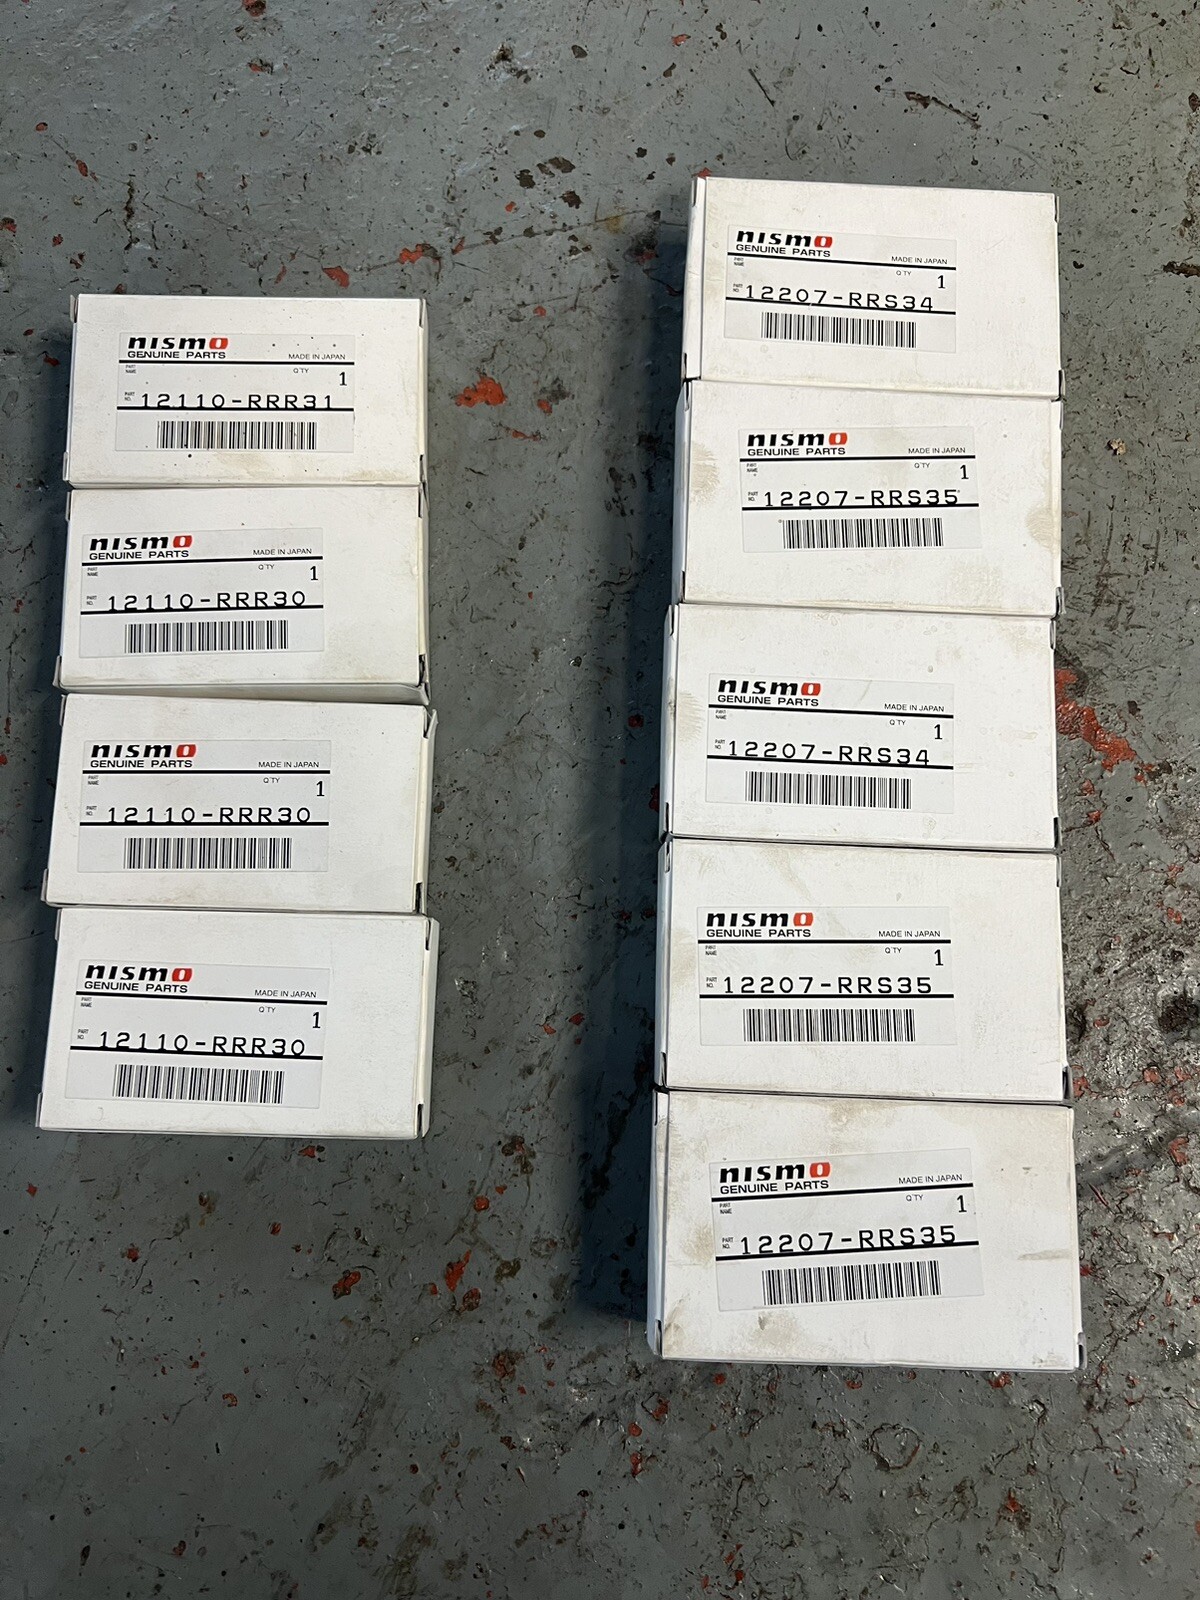 nismo
GENUINE PARTS
MADE IN JAPAN
PART NAME
Q'TY
1
PART NO.
12110-RRR31
nismo
GENUINE PARTS
MADE IN JAPAN
PART NAME
Q'TY
1
PART NO.
12110-RRR30
nismo
GENUINE PARTS
MADE IN JAPAN
PART NAME
Q'TY
1
PART NO.
12110-RRR30
nismo
GENUINE PARTS
MADE IN JAPAN
PART NAME
Q'TY
1
PART NO.
12110-RRR30
nismo
GENUINE PARTS
MADE IN JAPAN
PART NAME
Q'TY
1
PART NO.
12207-RRS34
nismo
GENUINE PARTS
MADE IN JAPAN
PART NAME
Q'TY
1
PART NO.
12207-RRS35
nismo
GENUINE PARTS
MADE IN JAPAN
PART NAME
Q'TY
1
PART NO.
12207-RRS34
nismo
GENUINE PARTS
MADE IN JAPAN
PART NAME
Q'TY
1
PART NO.
12207-RRS35
nismo
GENUINE PARTS
MADE IN JAPAN
PART NAME
Q'TY
1
PART NO.
12207-RRS35